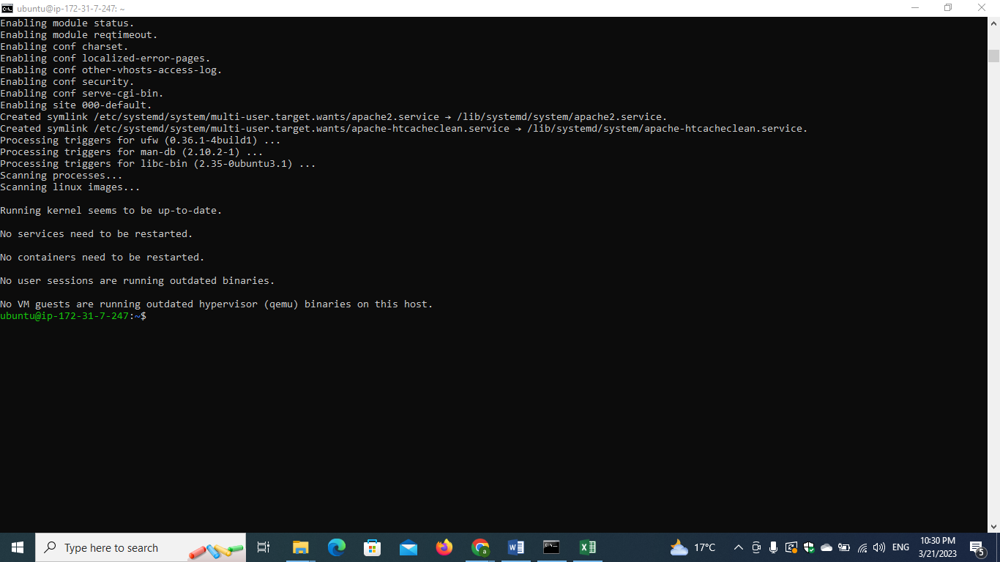 ubuntu@ip-172-31-7-247: ~
Enabling module status.
Enabling module reqtimeout.
Enabling conf charset.
Enabling conf localized-error-pages.
Enabling conf other-vhosts-access-log.
Enabling conf security.
Enabling conf serve-cgi-bin.
Enabling site 000-default.
Created symlink /etc/systemd/system/multi-user.target.wants/apache2.service → /lib/systemd/system/apache2.service.
Created symlink /etc/systemd/system/multi-user.target.wants/apache-htcacheclean.service → /lib/systemd/system/apache-htcacheclean.service.
Processing triggers for ufw (0.36.1-4build1) ...
Processing triggers for man-db (2.10.2-1) ...
Processing triggers for libc-bin (2.35-0ubuntu3.1) ...
Scanning processes...
Scanning linux images...
Running kernel seems to be up-to-date.
No services need to be restarted.
No containers need to be restarted.
No user sessions are running outdated binaries.
No VM guests are running outdated hypervisor (qemu) binaries on this host.
ubuntu@ip-172-31-7-247:~$
Type here to search
17°C
ENG
10:30 PM
3/21/2023
5